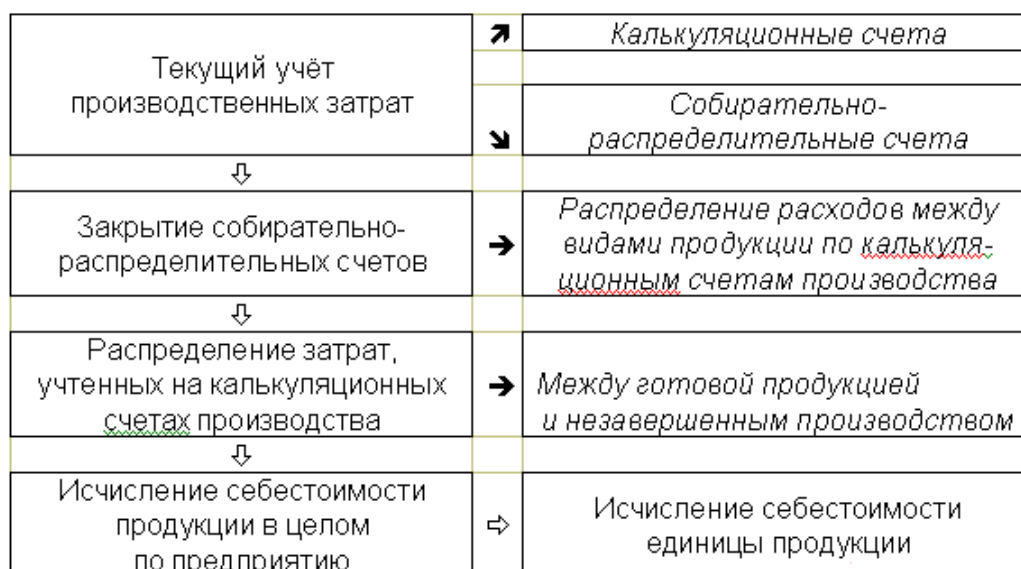 Текущий учёт
производственных затрат
Калькуляционные счета
Собирательно-
распределительные счета
Закрытие собирательно-
распределительных счетов
Распределение расходов между
видами продукции по калькуля-
ционным счетам производства
Распределение затрат,
учтенных на калькуляционных
счетах производства
Между готовой продукцией
и незавершенным производством
Исчисление себестоимости
продукции в целом
по предприятию
Исчисление себестоимости
единицы продукции